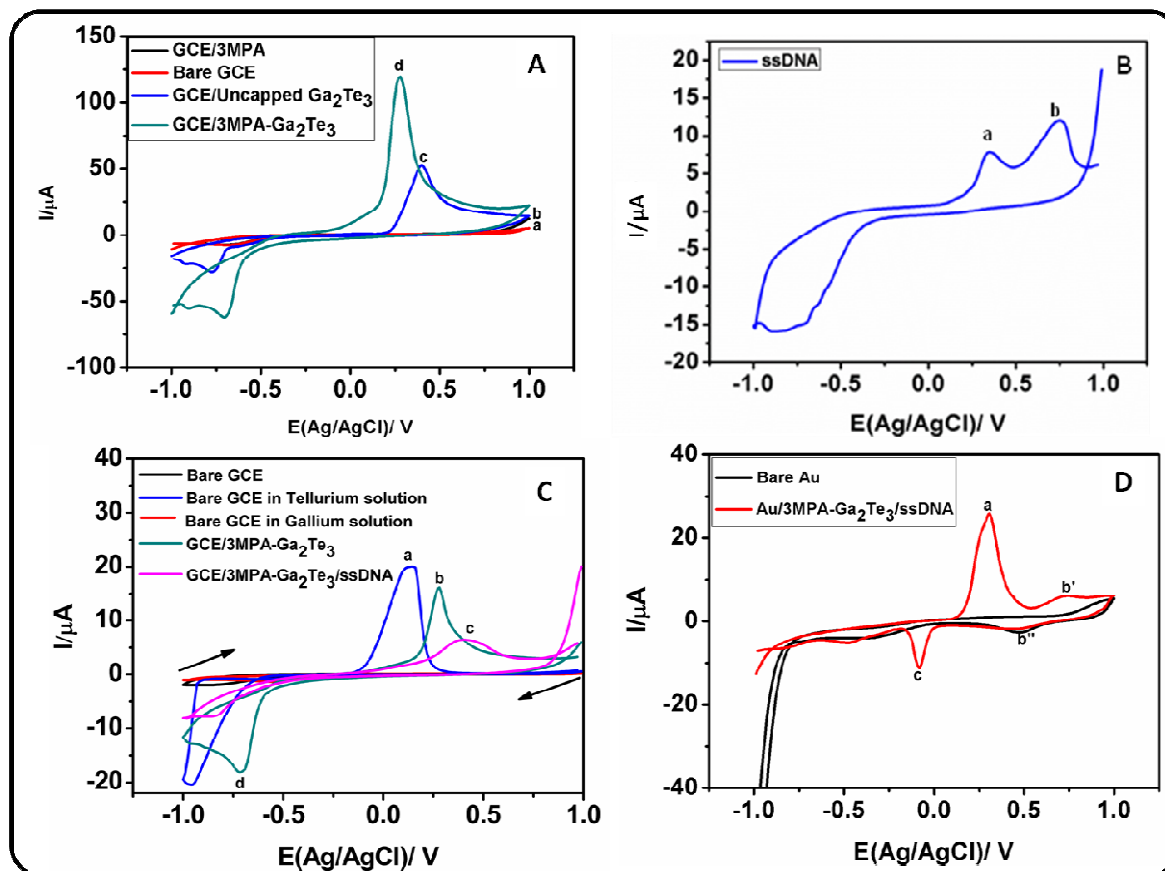 A
GCE/3MPA
Bare GCE
GCE/Uncapped Ga2Te3
GCE/3MPA-Ga2Te3
d
c
b
a
150
100
50
0
-50
-100
I/µA
-1.0 -0.5 0.0 0.5 1.0
E(Ag/AgCl)/ V
B
ssDNA
a
b
20
15
10
5
0
-5
-10
-15
-20
I/µA
-1.0 -0.5 0.0 0.5 1.0
E(Ag/AgCl)/ V
C
Bare GCE
Bare GCE in Tellurium solution
Bare GCE in Gallium solution
GCE/3MPA-Ga2Te3
GCE/3MPA-Ga2Te3/ssDNA
a
b
c
d
40
30
20
10
0
-10
-20
I/µA
-1.0 -0.5 0.0 0.5 1.0
E(Ag/AgCl)/ V
D
Bare Au
Au/3MPA-Ga2Te3/ssDNA
a
b'
b"
c
40
20
0
-20
-40
I/µA
-1.0 -0.5 0.0 0.5 1.0
E(Ag/AgCl)/ V